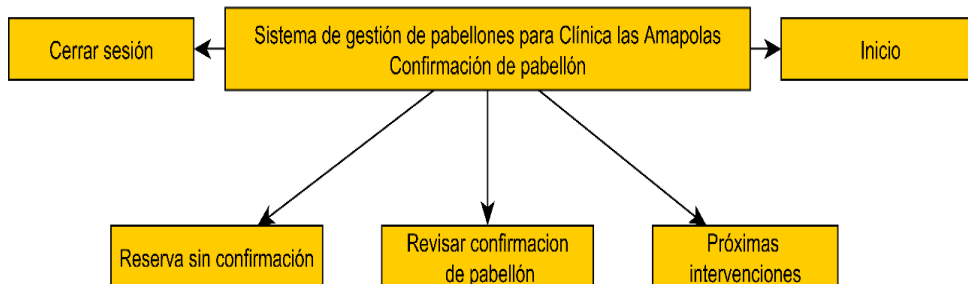 Cerrar sesión
Sistema de gestión de pabellones para Clínica las Amapolas
Confirmación de pabellón
Inicio
Reserva sin confirmación
Revisar confirmacion
de pabellón
Próximas
intervenciones